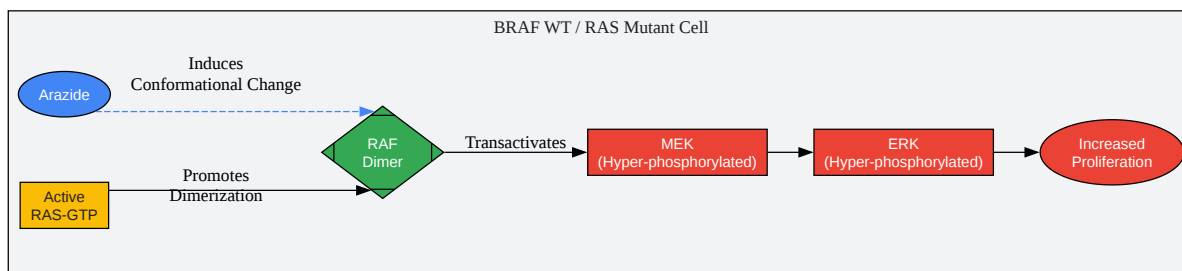 BRAF WT / RAS Mutant Cell
Induces
Conformational Change
Arazide
RAF
Dimer
Transactivates
MEK
(Hyper-phosphorylated)
ERK
(Hyper-phosphorylated)
Increased
Proliferation
Promotes
Dimerization
Active
RAS-GTP